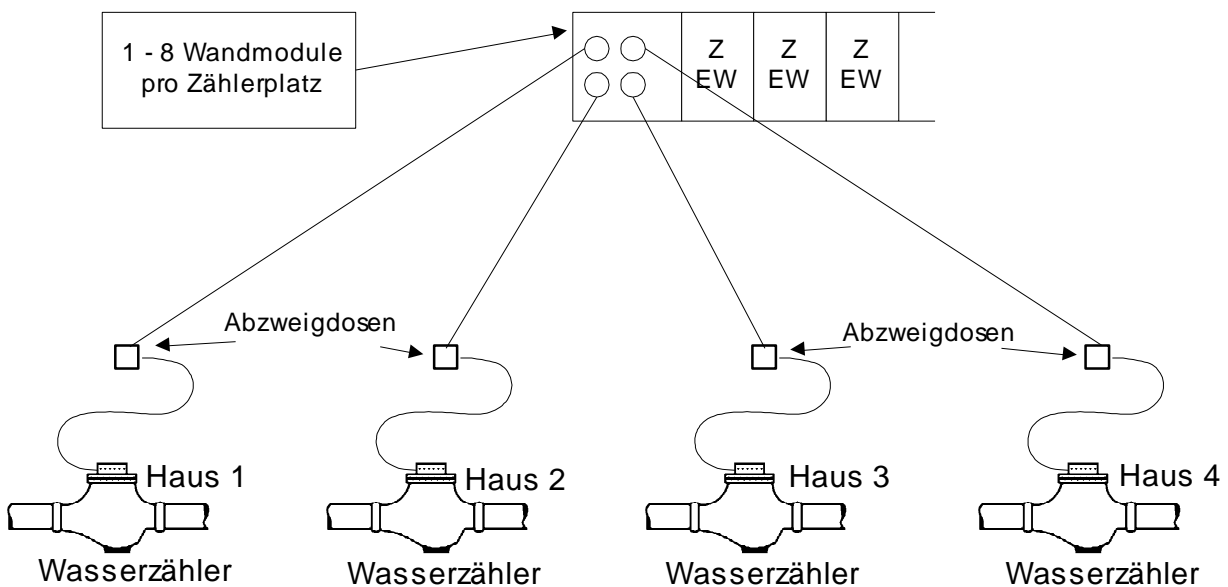 1 - 8 Wandmodule
pro Zählerplatz
Z
EW
Z
EW
Z
EW
Abzweigdosen
Abzweigdosen
Haus 1
Haus 2
Haus 3
Haus 4
Wasserzähler
Wasserzähler
Wasserzähler
Wasserzähler